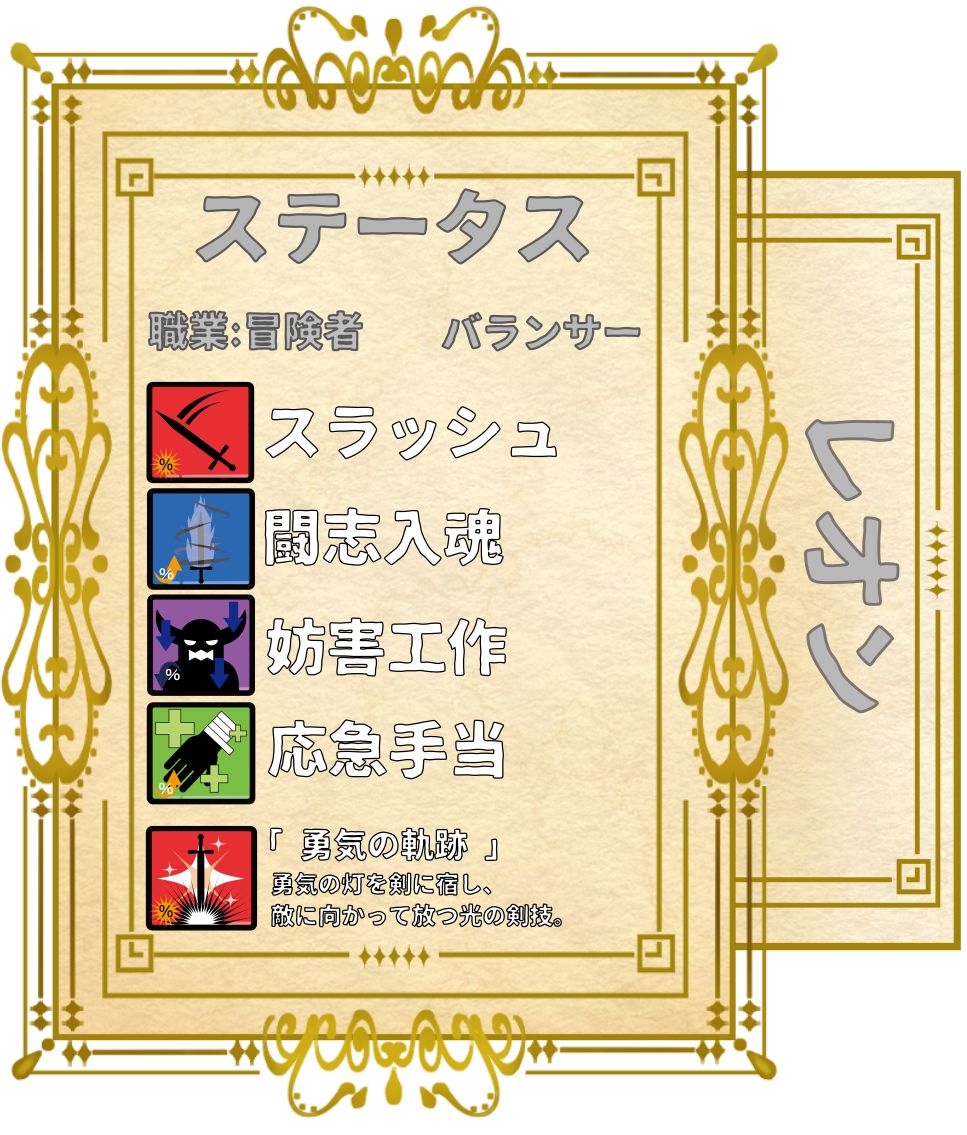 ステータス
職業:冒険者 バランサー
% スラッシュ
% 闘志入魂
% 妨害工作
% 応急手当
「 勇気の軌跡 」
% 勇気の灯を剣に宿し、
敵に向かって放つ光の剣技。
レオン